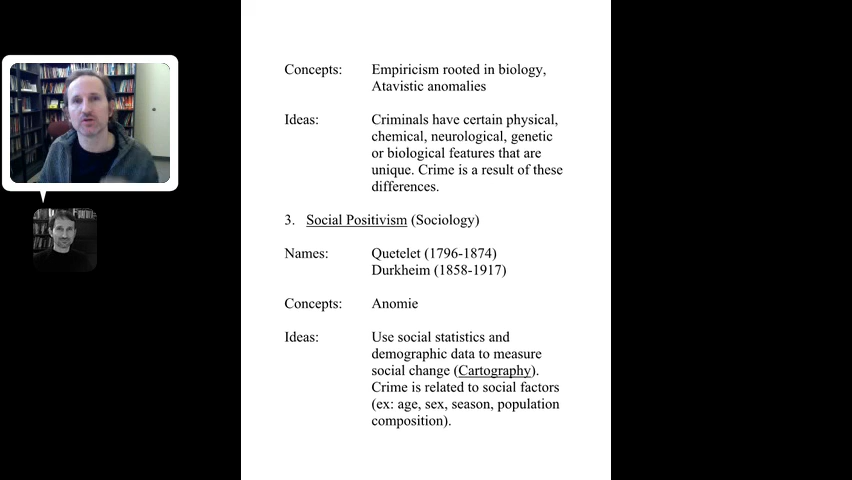 Concepts: Empiricism rooted in biology,
Atavistic anomalies
Ideas: Criminals have certain physical,
chemical, neurological, genetic
or biological features that are
unique. Crime is a result of these
differences.
3. Social Positivism (Sociology)
Names: Quetelet (1796-1874)
Durkheim (1858-1917)
Concepts: Anomie
Ideas: Use social statistics and
demographic data to measure
social change (Cartography).
Crime is related to social factors
(ex: age, sex, season, population
composition).